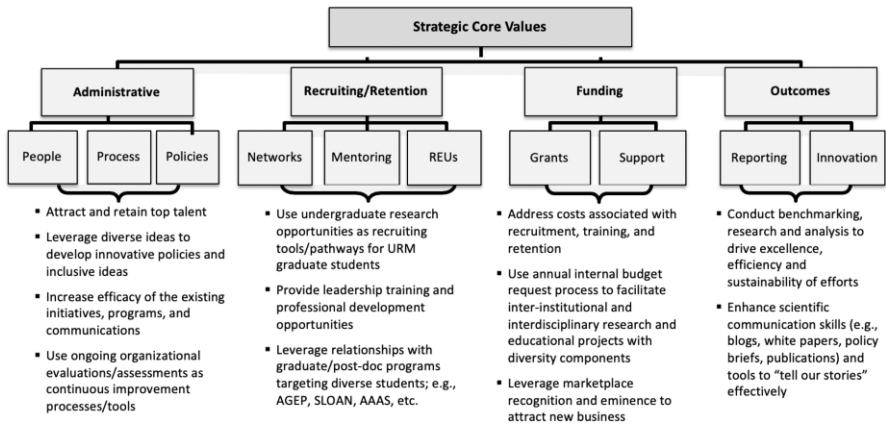 Strategic Core Values
Administrative
Recruiting/Retention
Funding
Outcomes
People
Process
Policies
Networks
Mentoring
REUs
Grants
Support
Reporting
Innovation
▪ Attract and retain top talent
▪ Leverage diverse ideas to
develop innovative policies and
inclusive ideas
▪ Increase efficacy of the existing
initiatives, programs, and
communications
▪ Use ongoing organizational
evaluations/assessments as
continuous improvement
processes/tools
▪ Use undergraduate research
opportunities as recruiting
tools/pathways for URM
graduate students
▪ Provide leadership training and
professional development
opportunities
▪ Leverage relationships with
graduate/post-doc programs
targeting diverse students; e.g.,
AGEP, SLOAN, AAAS, etc.
▪ Address costs associated with
recruitment, training, and
retention
▪ Use annual internal budget
request process to facilitate
inter-institutional and
interdisciplinary research and
educational projects with
diversity components
▪ Leverage marketplace
recognition and eminence to
attract new business
▪ Conduct benchmarking,
research and analysis to
drive excellence,
efficiency and
sustainability of efforts
▪ Enhance scientific
communication skills (e.g.,
blogs, white papers, policy
briefs, publications) and
tools to “tell our stories”
effectively